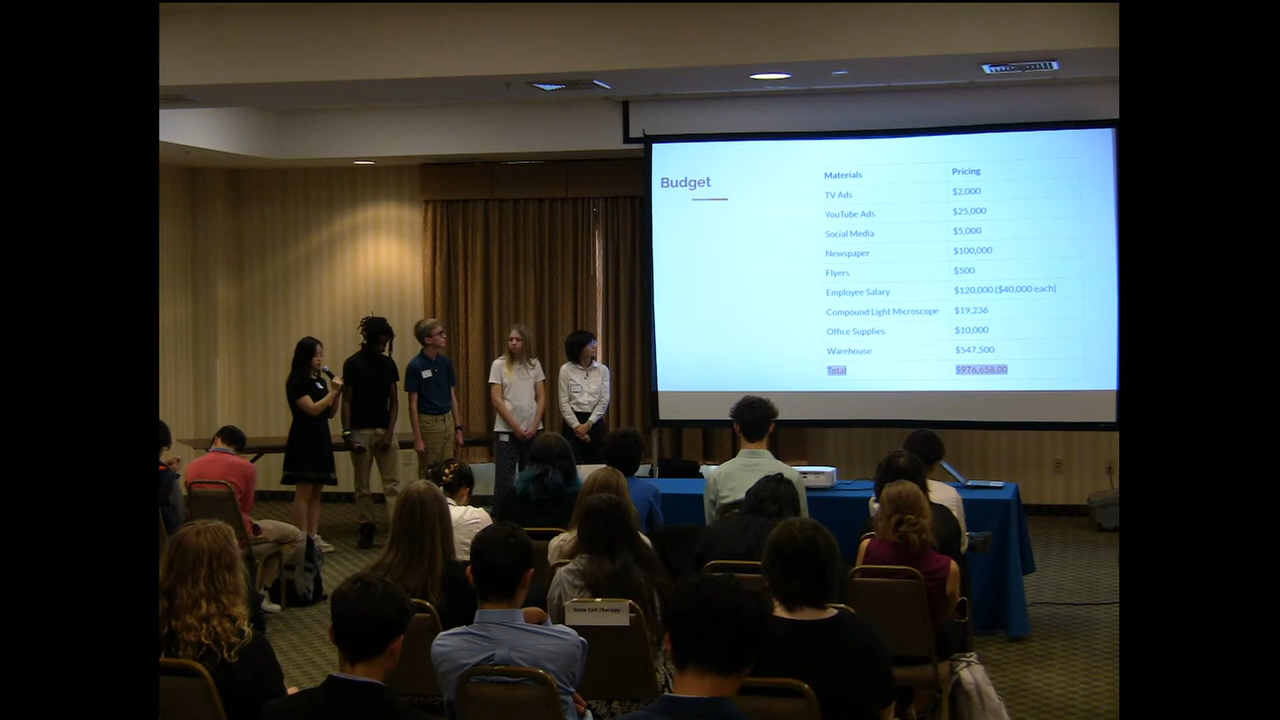 Budget
Materials Pricing
TV Ads $2,000
YouTube Ads $25,000
Social Media $5,000
Newspaper $100,000
Flyers $500
Employee Salary $120,000 ($40,000 each)
Compound Light Microscope $19,236
Office Supplies $10,000
Warehouse $547,500
Total $976,658.00
Stem Cell Therapy